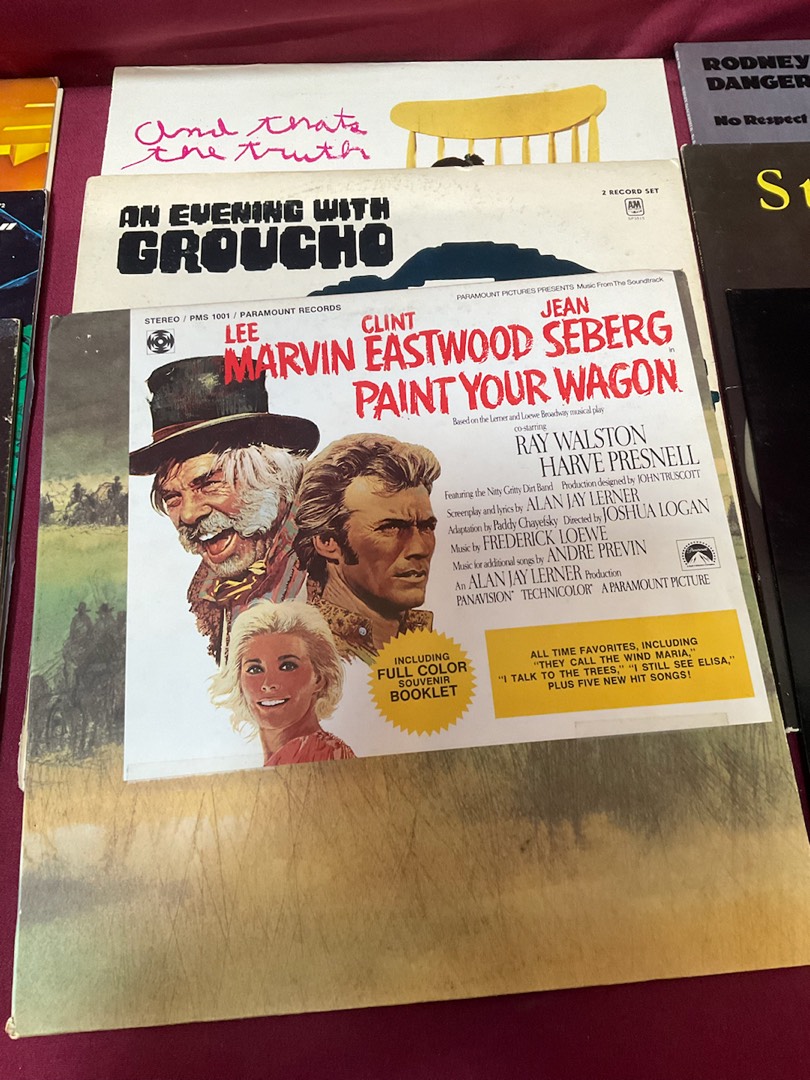 And that's
the truth
RODNEY
DANGER
No Respect
AN EVENING WITH
GROUCHO
2 RECORD SET
A&M
St
STEREO / PMS 1001 / PARAMOUNT RECORDS
PARAMOUNT PICTURES PRESENTS Music From The Soundtrack
LEE
MARVIN
CLINT
EASTWOOD
JEAN
SEBERG
in
PAINT YOUR WAGON
Based on the Lerner and Loewe Broadway musical play
co-starring
RAY WALSTON
HARVE PRESNELL
Featuring the Nitty Gritty Dirt Band Production designed by JOHN TRUSCOTT
Screenplay and lyrics by ALAN JAY LERNER
Adaptation by Paddy Chayefsky Directed by JOSHUA LOGAN
Music by FREDERICK LOEWE
Music for additional songs by ANDRE PREVIN
An ALAN JAY LERNER Production
PANAVISION® TECHNICOLOR® A PARAMOUNT PICTURE
Paramount
INCLUDING
FULL COLOR
SOUVENIR
BOOKLET
ALL TIME FAVORITES, INCLUDING
"THEY CALL THE WIND MARIA,"
"I TALK TO THE TREES," "I STILL SEE ELISA,"
PLUS FIVE NEW HIT SONGS!